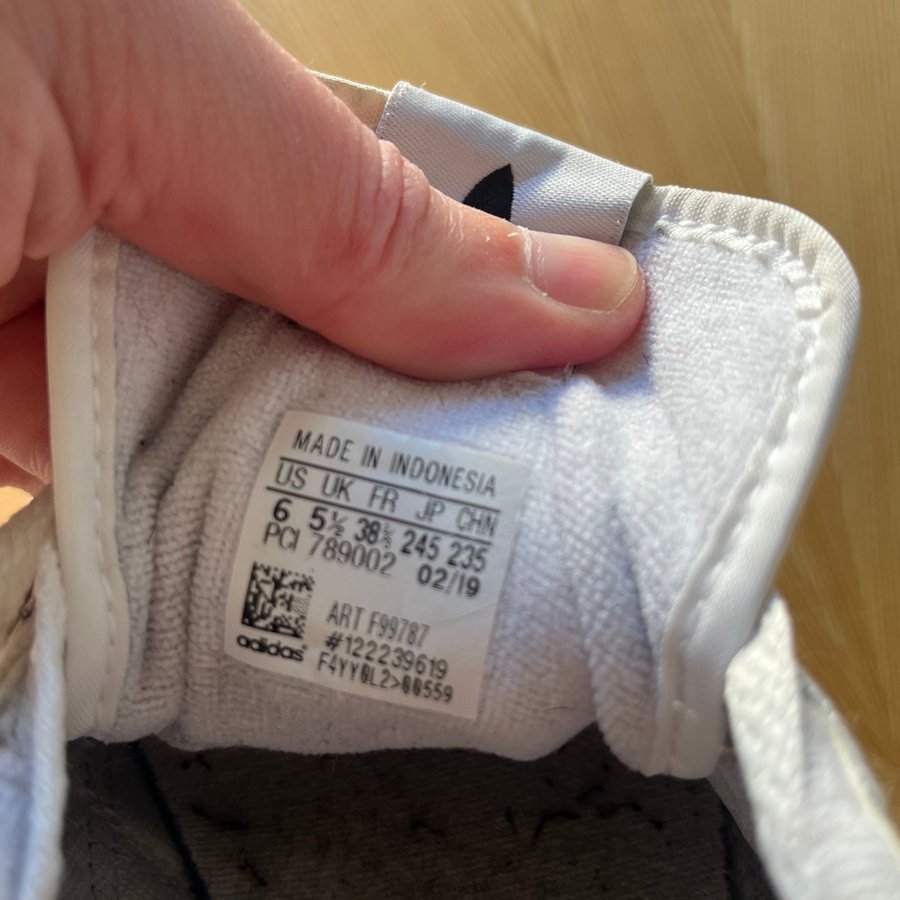 MADE IN INDONESIA
US UK FR JP CHN
6 5½ 38⅔ 245 235
PCI 789002 02/19
ART F99787
#122239619
adidas F4YY0L2>00559